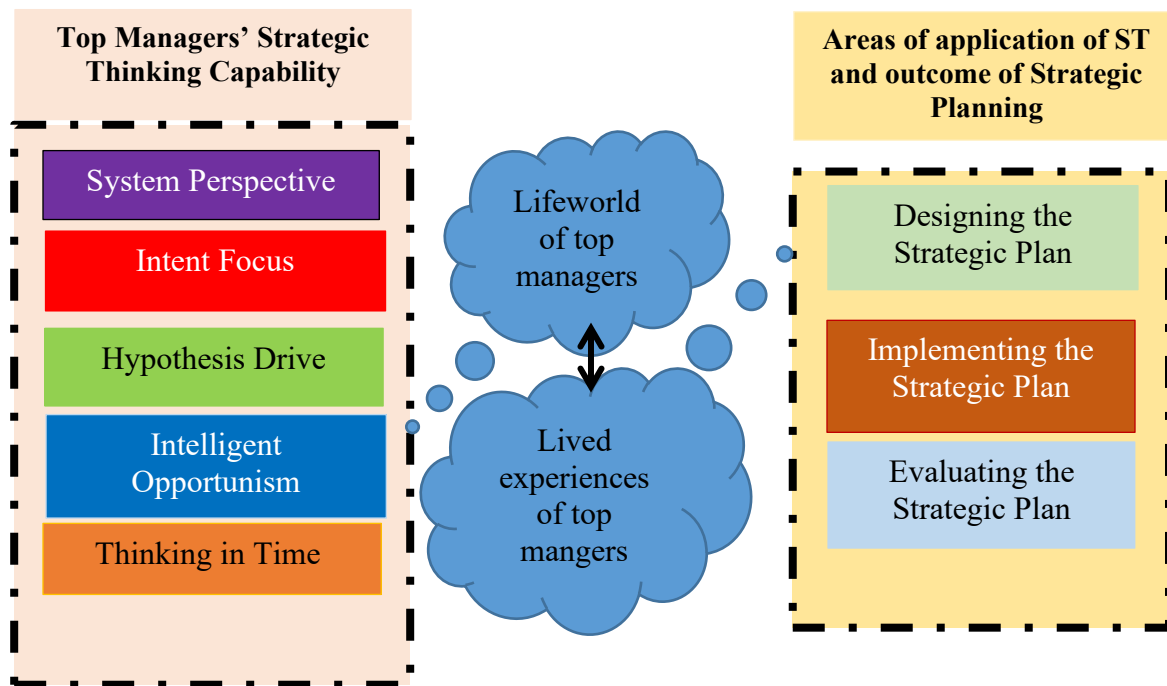 Top Managers’ Strategic
Thinking Capability
System Perspective
Intent Focus
Hypothesis Drive
Intelligent
Opportunism
Thinking in Time
Lifeworld
of top
managers
Lived
experiences
of top
mangers
Areas of application of ST
and outcome of Strategic
Planning
Designing the
Strategic Plan
Implementing the
Strategic Plan
Evaluating the
Strategic Plan